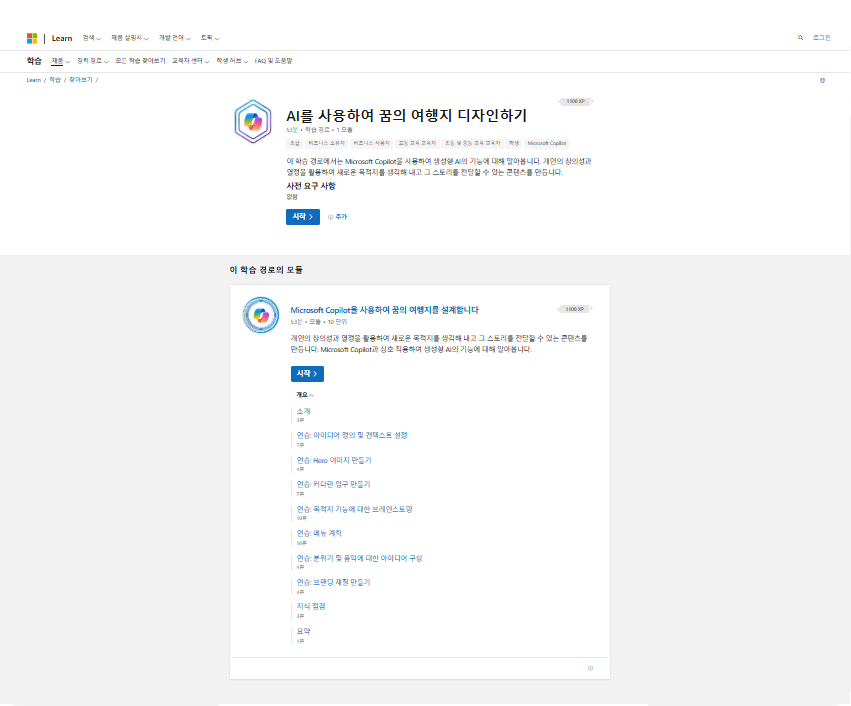 Learn 검색 제품 설명서 개발 언어 토픽 로그인
학습 제품 경력 경로 모든 학습 찾아보기 교육자 센터 학생 허브 FAQ 및 도움말
Learn / 학습 / 찾아보기 /
1100 XP
AI를 사용하여 꿈의 여행지 디자인하기
53분 • 학습 경로 • 1 모듈
초급 비즈니스 소유자 비즈니스 사용자 고등 교육 교육자 초등 및 중등 교육 교육자 학생 Microsoft Copilot
이 학습 경로에서는 Microsoft Copilot을 사용하여 생성형 AI의 기능에 대해 알아봅니다. 개인의 창의성과
열정을 활용하여 새로운 목적지를 생각해 내고 그 스토리를 전달할 수 있는 콘텐츠를 만듭니다.
사전 요구 사항
없음
시작 >
추가
이 학습 경로의 모듈
Microsoft Copilot을 사용하여 꿈의 여행지를 설계합니다
1100 XP
53분 • 모듈 • 10 단위
개인의 창의성과 열정을 활용하여 새로운 목적지를 생각해 내고 그 스토리를 전달할 수 있는 콘텐츠를
만듭니다. Microsoft Copilot과 상호 작용하여 생성형 AI의 기능에 대해 알아봅니다.
시작 >
개요
소개
3분
연습: 아이디어 정의 및 컨텍스트 설정
7분
연습: Hero 이미지 만들기
4분
연습: 커다란 입구 만들기
7분
연습: 목적지 기능에 대한 브레인스토밍
10분
연습: 메뉴 계획
10분
연습: 분위기 및 음악에 대한 아이디어 구상
4분
연습: 브랜딩 재질 만들기
4분
지식 점검
3분
요약
1분